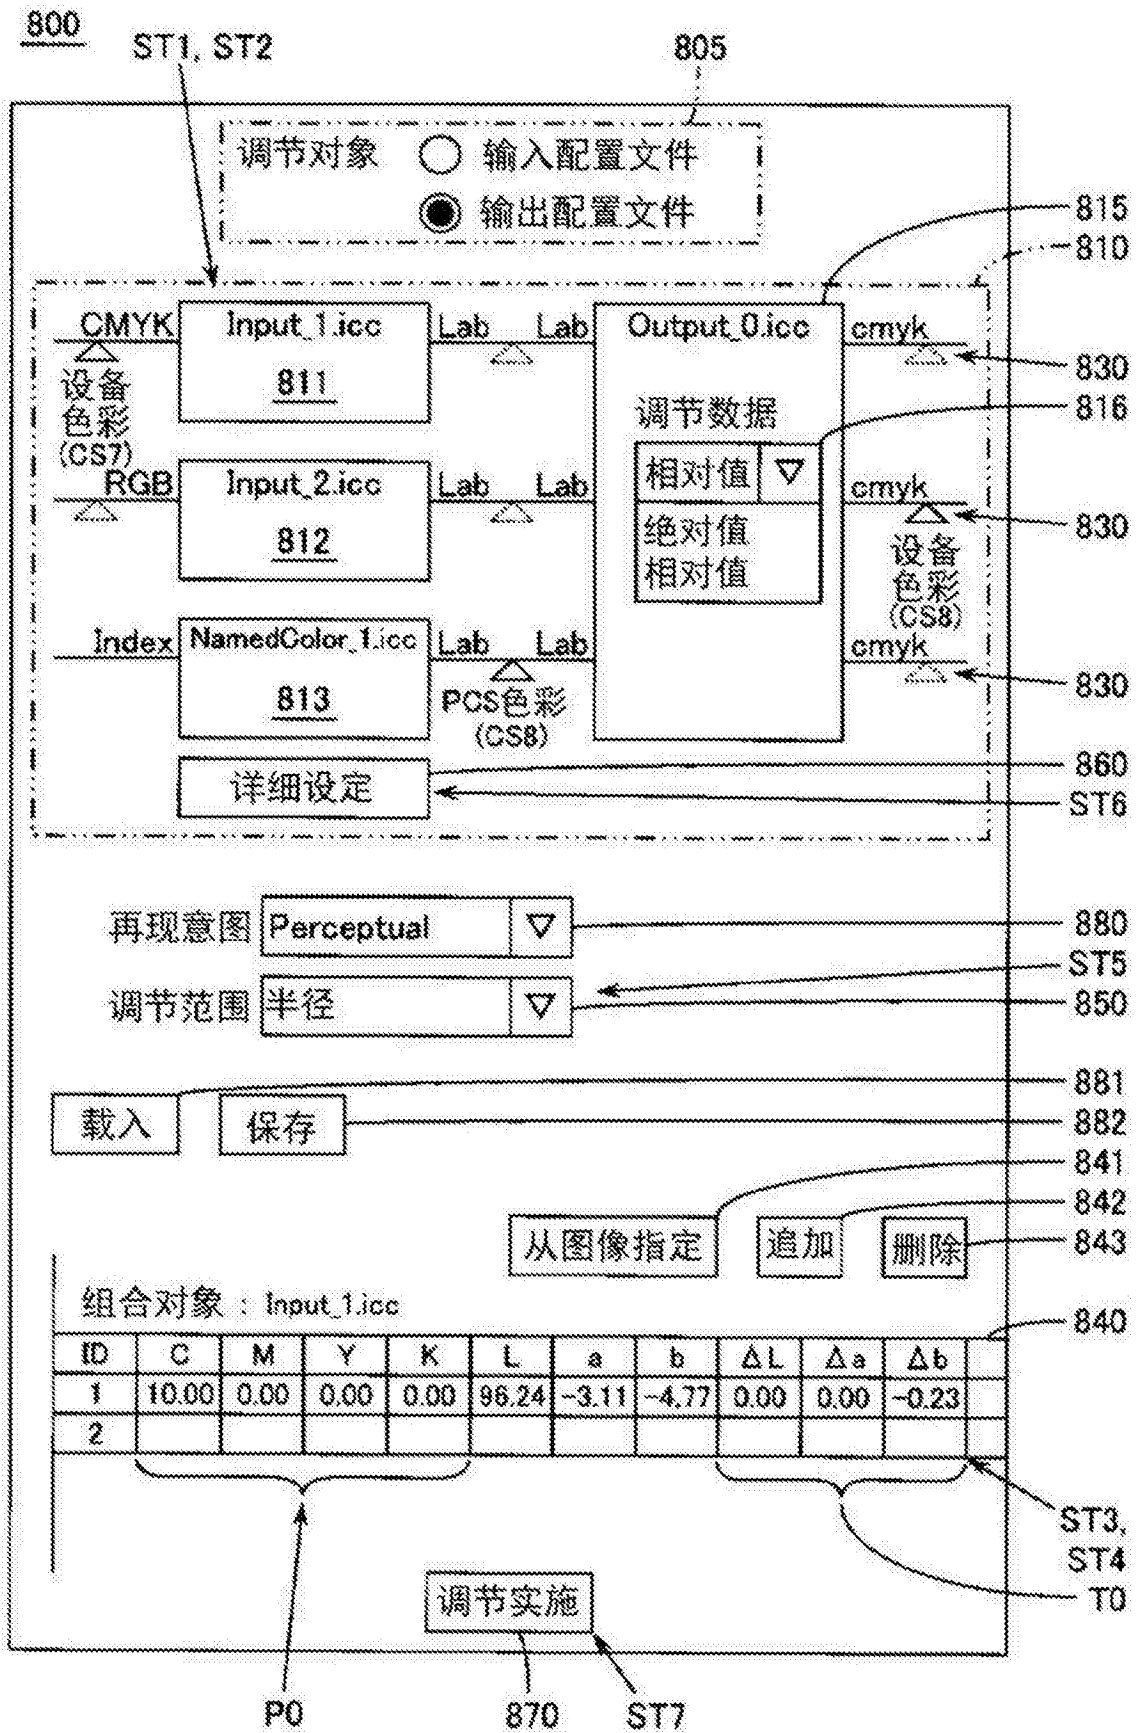 800
ST1, ST2
805
调节对象
输入配置文件
输出配置文件
815
810
CMYK
Input_1.icc
811
Lab
Lab
Output_0.icc
cmyk
830
设备
色彩
(CS7)
调节数据
816
相对值
绝对值
相对值
RGB
Input_2.icc
812
Lab
Lab
cmyk
830
设备
色彩
(CS8)
Index
NamedColor_1.icc
813
Lab
Lab
PCS色彩
(CS8)
cmyk
830
详细设定
860
ST6
再现意图
Perceptual
880
ST5
调节范围
半径
850
881
载入
保存
882
841
842
从图像指定
追加
删除
843
组合对象 : Input_1.icc
840
ID C M Y K L a b ΔL Δa Δb
1 10.00 0.00 0.00 0.00 96.24 -3.11 -4.77 0.00 0.00 -0.23
2
ST3,
ST4
T0
调节实施
P0
870
ST7